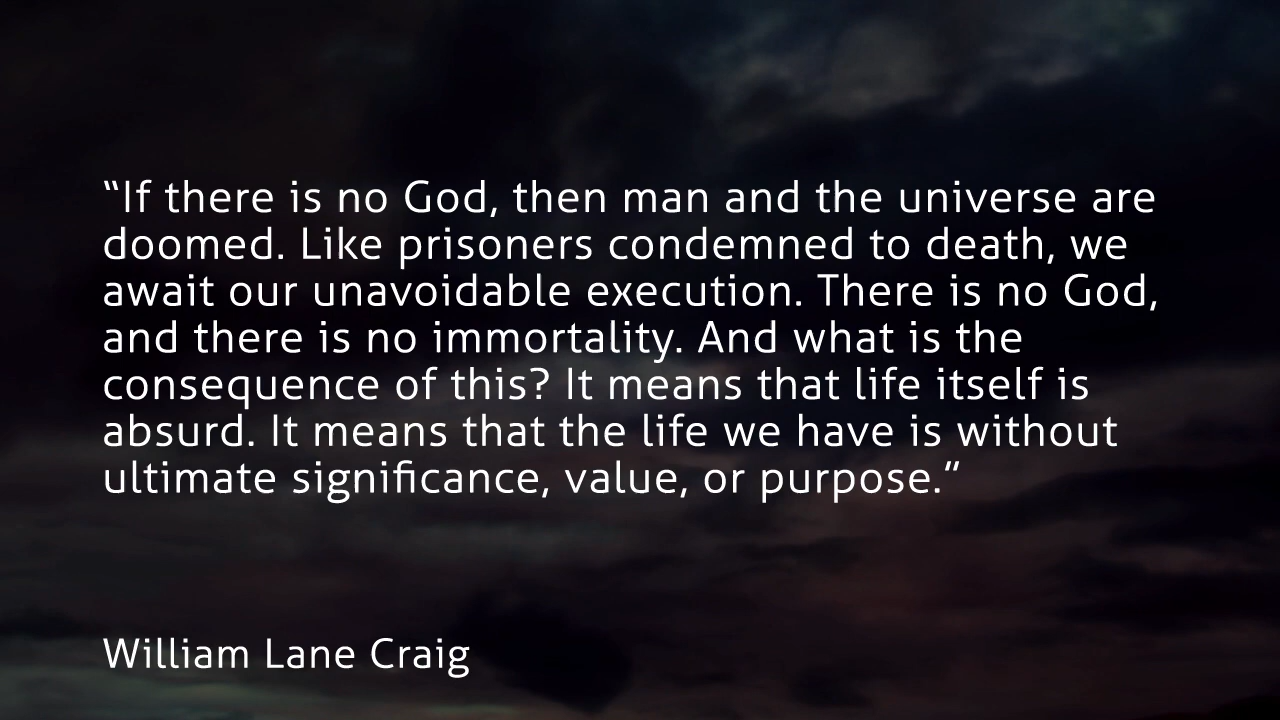 “If there is no God, then man and the universe are
doomed. Like prisoners condemned to death, we
await our unavoidable execution. There is no God,
and there is no immortality. And what is the
consequence of this? It means that life itself is
absurd. It means that the life we have is without
ultimate significance, value, or purpose.”
William Lane Craig